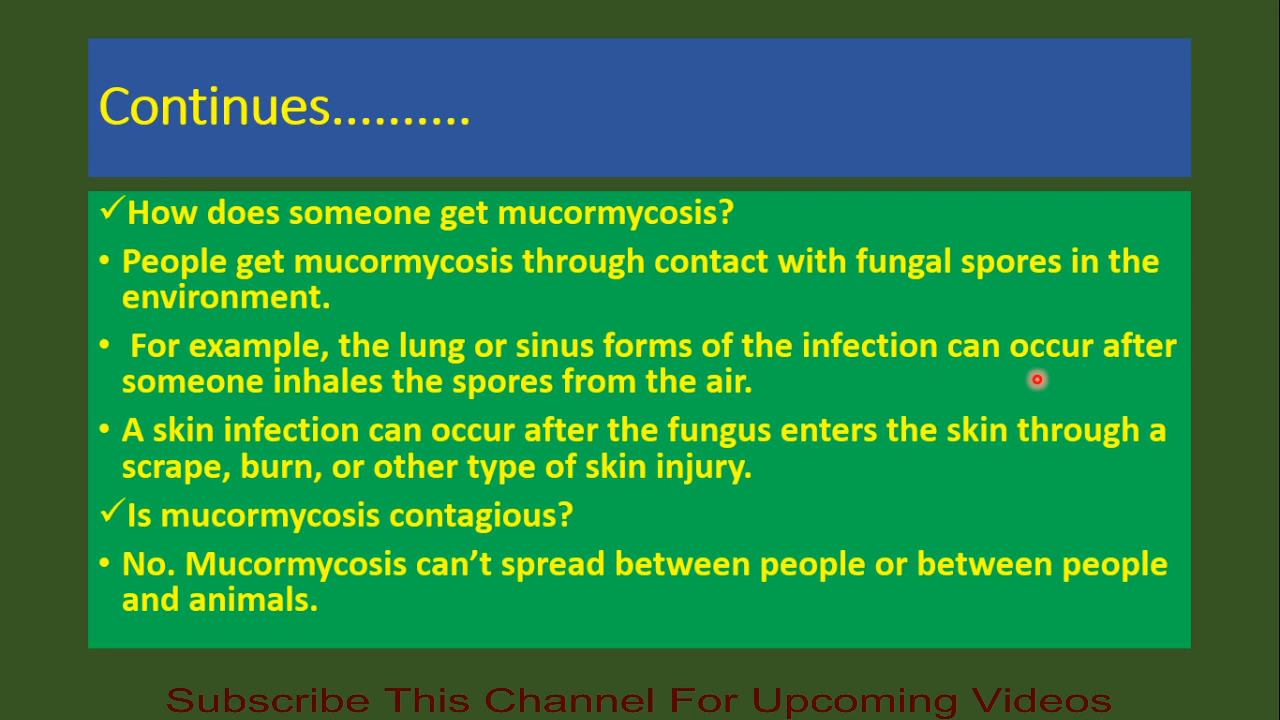 Continues..........
✓How does someone get mucormycosis?
• People get mucormycosis through contact with fungal spores in the
environment.
• For example, the lung or sinus forms of the infection can occur after
someone inhales the spores from the air.
• A skin infection can occur after the fungus enters the skin through a
scrape, burn, or other type of skin injury.
✓Is mucormycosis contagious?
• No. Mucormycosis can’t spread between people or between people
and animals.
Subscribe This Channel For Upcoming Videos